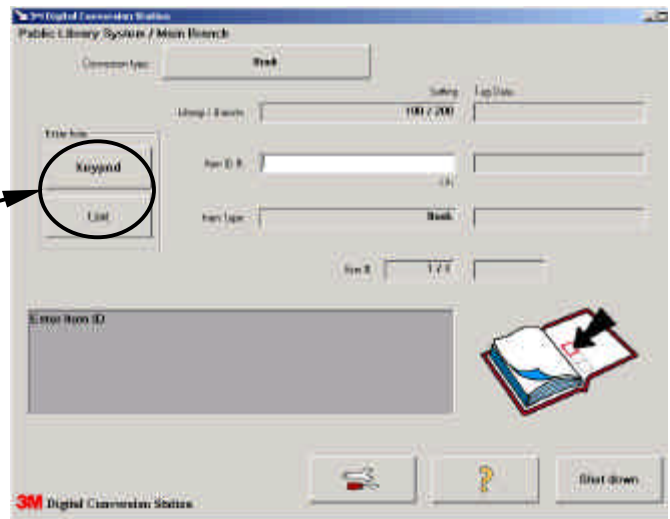 3M Digital Conversion Station
Public Library System / Main Branch
Conversion type: Book
Setting Tag Data
Library / Branch 100 / 200
Enter from
Keypad
Item ID #
List
Item Type Book
Item # 1 / 1
Enter Item ID
?
Shut down
3M Digital Conversion Station